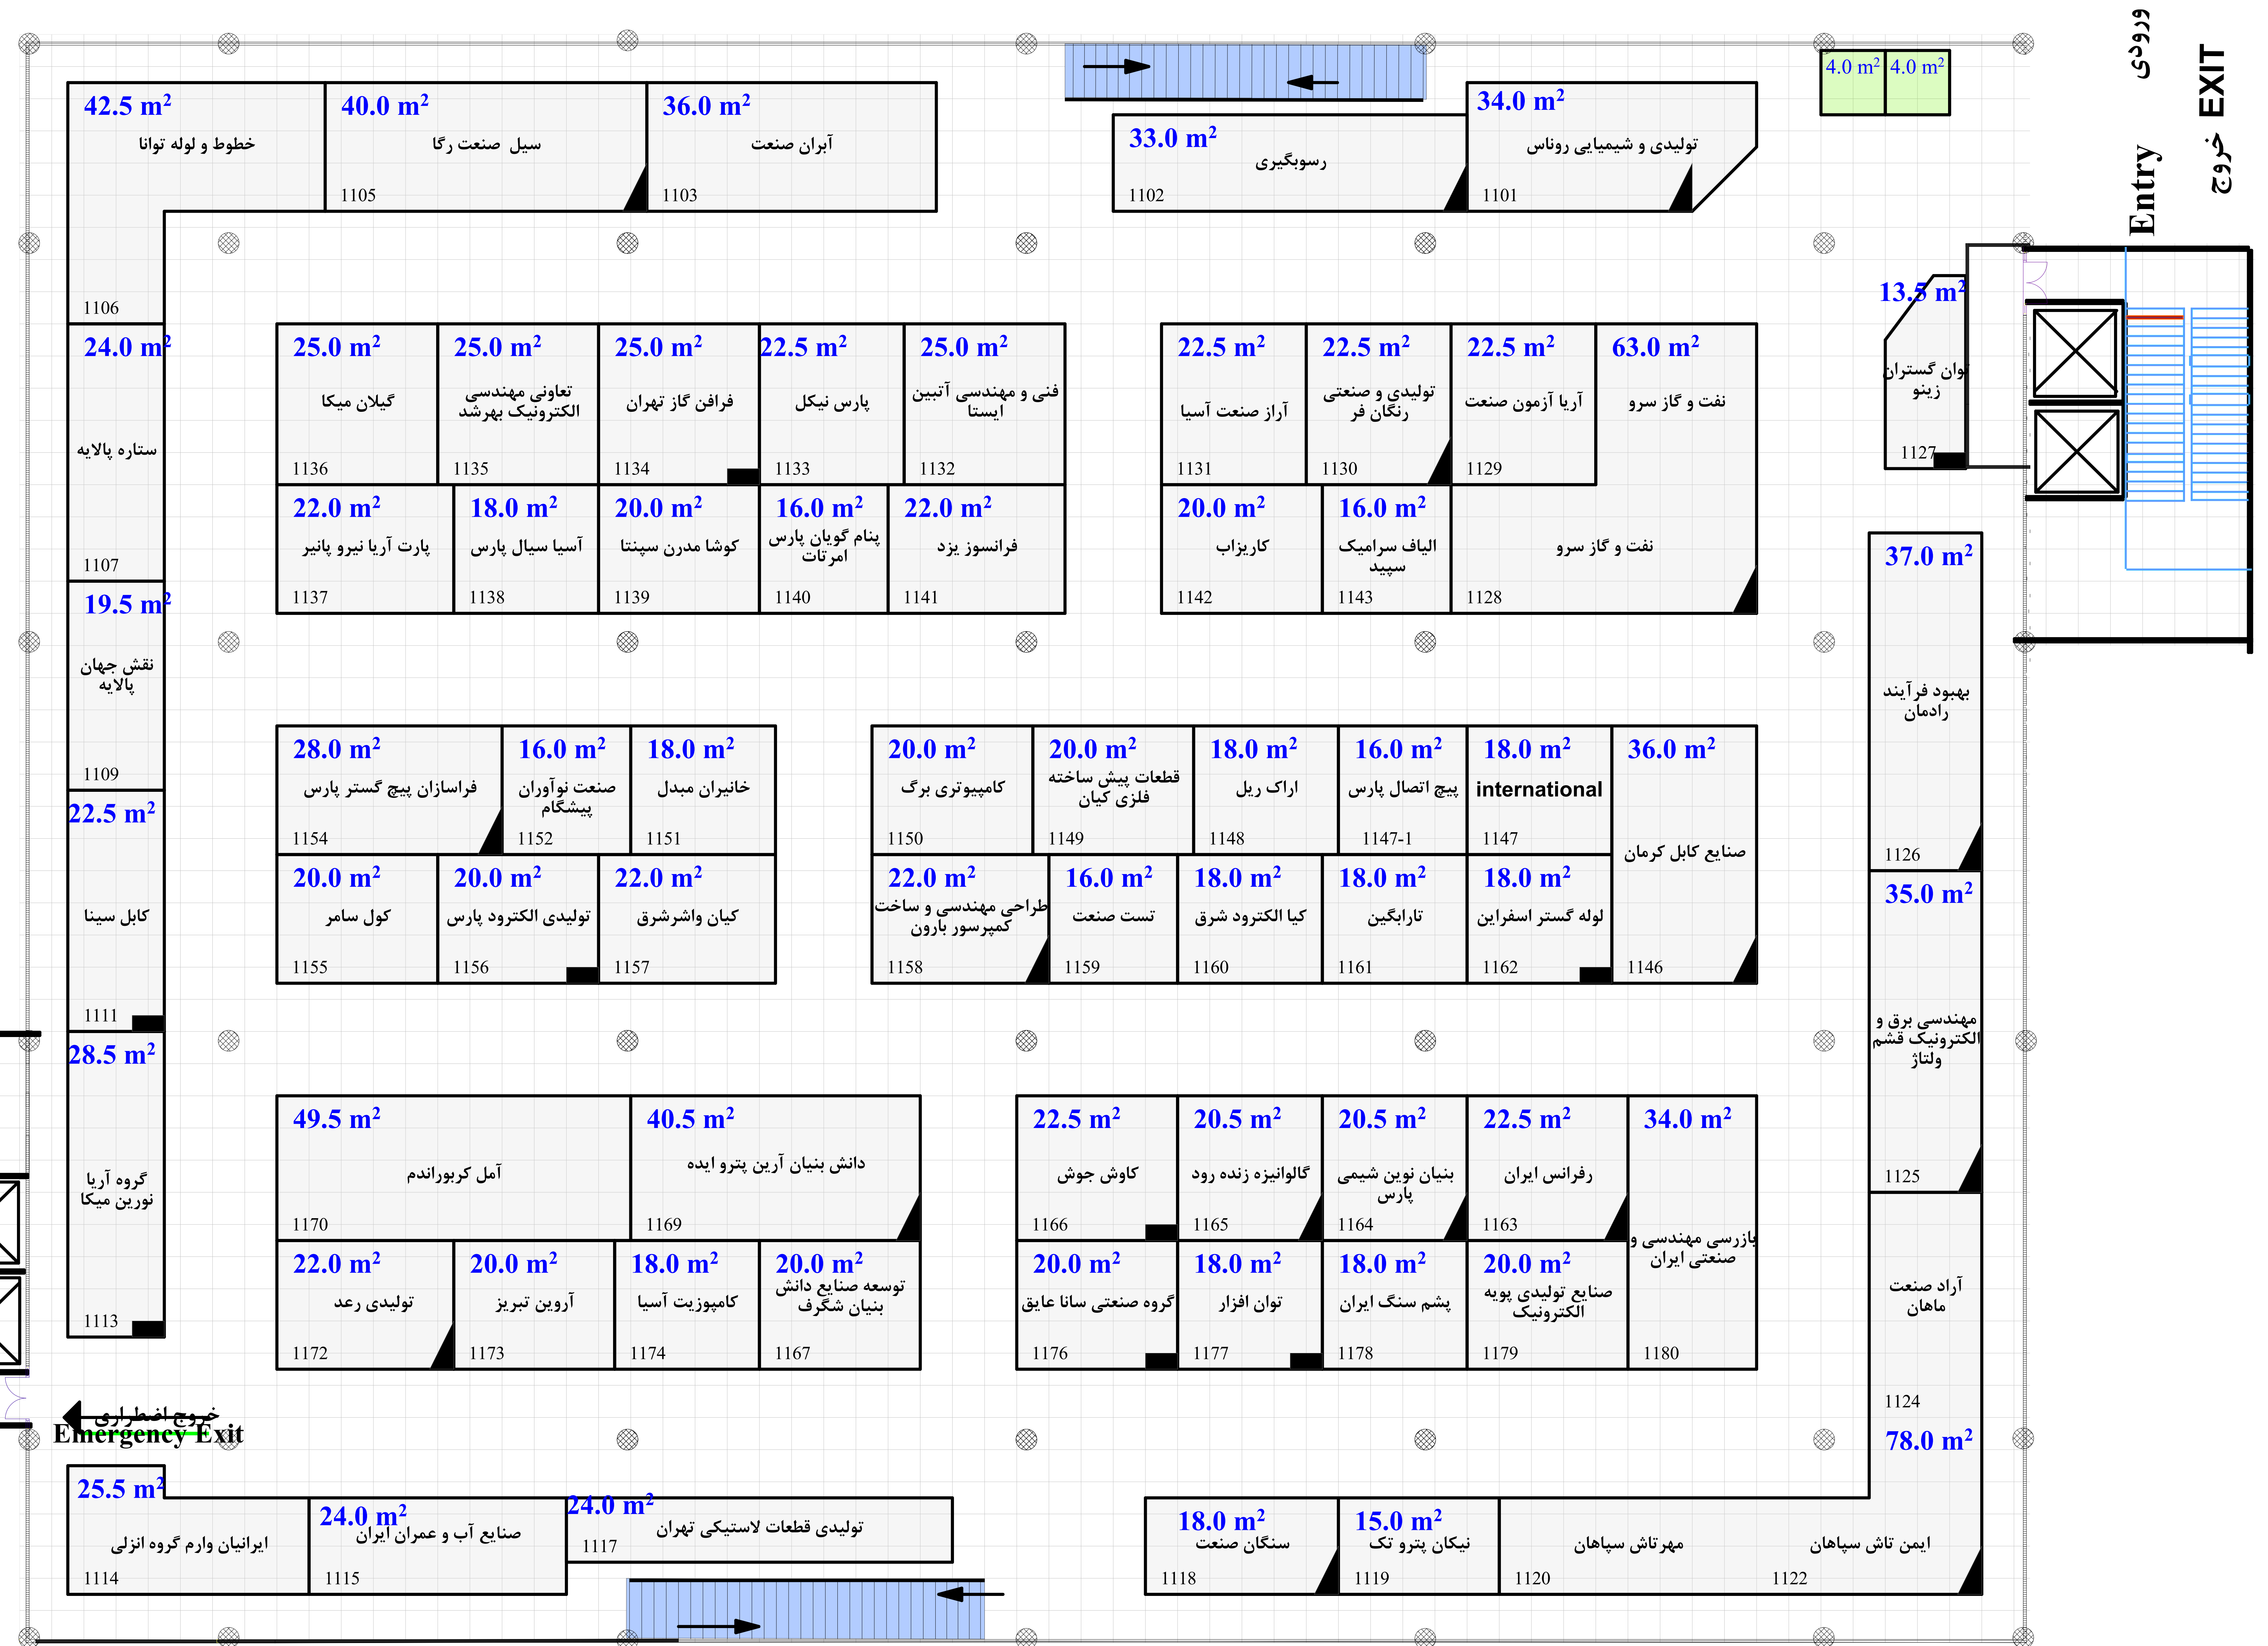 ورودی
EXIT خروج
Entry
4.0 m²
4.0 m²
42.5 m²
خطوط و لوله توانا
1106
40.0 m²
سیل صنعت رگا
1105
36.0 m²
آبران صنعت
1103
33.0 m²
رسوبگیری
1102
34.0 m²
تولیدی و شیمیایی روناس
1101
13.5 m²
توان گستران
زینو
1127
24.0 m²
ستاره پالایه
1107
19.5 m²
نقش جهان
پالایه
1109
22.5 m²
کابل سینا
1111
28.5 m²
گروه آریا
نورین میکا
1113
25.0 m²
گیلان میکا
1136
25.0 m²
تعاونی مهندسی
الکترونیک بهرشد
1135
25.0 m²
فرافن گاز تهران
1134
22.5 m²
پارس نیکل
1133
25.0 m²
فنی و مهندسی آتبین
ایستا
1132
22.5 m²
آراز صنعت آسیا
1131
22.5 m²
تولیدی و صنعتی
رنگان فر
1130
22.5 m²
آریا آزمون صنعت
1129
63.0 m²
نفت و گاز سرو
22.0 m²
پارت آریا نیرو پانیر
1137
18.0 m²
آسیا سیال پارس
1138
20.0 m²
کوشا مدرن سپنتا
1139
16.0 m²
پنام گویان پارس
امرتات
1140
22.0 m²
فرانسوز یزد
1141
20.0 m²
کاریزاب
1142
16.0 m²
الیاف سرامیک
سپید
1143
نفت و گاز سرو
1128
37.0 m²
بهبود فرآیند
رادمان
1126
35.0 m²
مهندسی برق و
الکترونیک قشم
ولتاژ
1125
28.0 m²
فراسازان پیچ گستر پارس
1154
16.0 m²
صنعت نوآوران
پیشگام
1152
18.0 m²
خانیران مبدل
1151
20.0 m²
کامپیوتری برگ
1150
20.0 m²
قطعات پیش ساخته
فلزی کیان
1149
18.0 m²
اراک ریل
1148
16.0 m²
پیچ اتصال پارس
1147-1
18.0 m²
international
1147
36.0 m²
صنایع کابل کرمان
1146
20.0 m²
کول سامر
1155
20.0 m²
تولیدی الکترود پارس
1156
22.0 m²
کیان واشرشرق
1157
22.0 m²
طراحی مهندسی و ساخت
کمپرسور بارون
1158
16.0 m²
تست صنعت
1159
18.0 m²
کیا الکترود شرق
1160
18.0 m²
تارابگین
1161
18.0 m²
لوله گستر اسفراین
1162
49.5 m²
آمل کربوراندم
1170
40.5 m²
دانش بنیان آرین پترو ایده
1169
22.5 m²
کاوش جوش
1166
20.5 m²
گالوانیزه زنده رود
1165
20.5 m²
بنیان نوین شیمی
پارس
1164
22.5 m²
رفرانس ایران
1163
34.0 m²
بازرسی مهندسی و
صنعتی ایران
1180
22.0 m²
تولیدی رعد
1172
20.0 m²
آروین تبریز
1173
18.0 m²
کامپوزیت آسیا
1174
20.0 m²
توسعه صنایع دانش
بنیان شگرف
1167
20.0 m²
گروه صنعتی سانا عایق
1176
18.0 m²
توان افزار
1177
18.0 m²
پشم سنگ ایران
1178
20.0 m²
صنایع تولیدی پویه
الکترونیک
1179
آراد صنعت
ماهان
1124
78.0 m²
خروج اضطراری
Emergency Exit
25.5 m²
ایرانیان وارم گروه انزلی
1114
24.0 m²
صنایع آب و عمران ایران
1115
24.0 m²
تولیدی قطعات لاستیکی تهران
1117
18.0 m²
سنگان صنعت
1118
15.0 m²
نیکان پترو تک
1119
مهرتاش سپاهان
1120
ایمن تاش سپاهان
1122